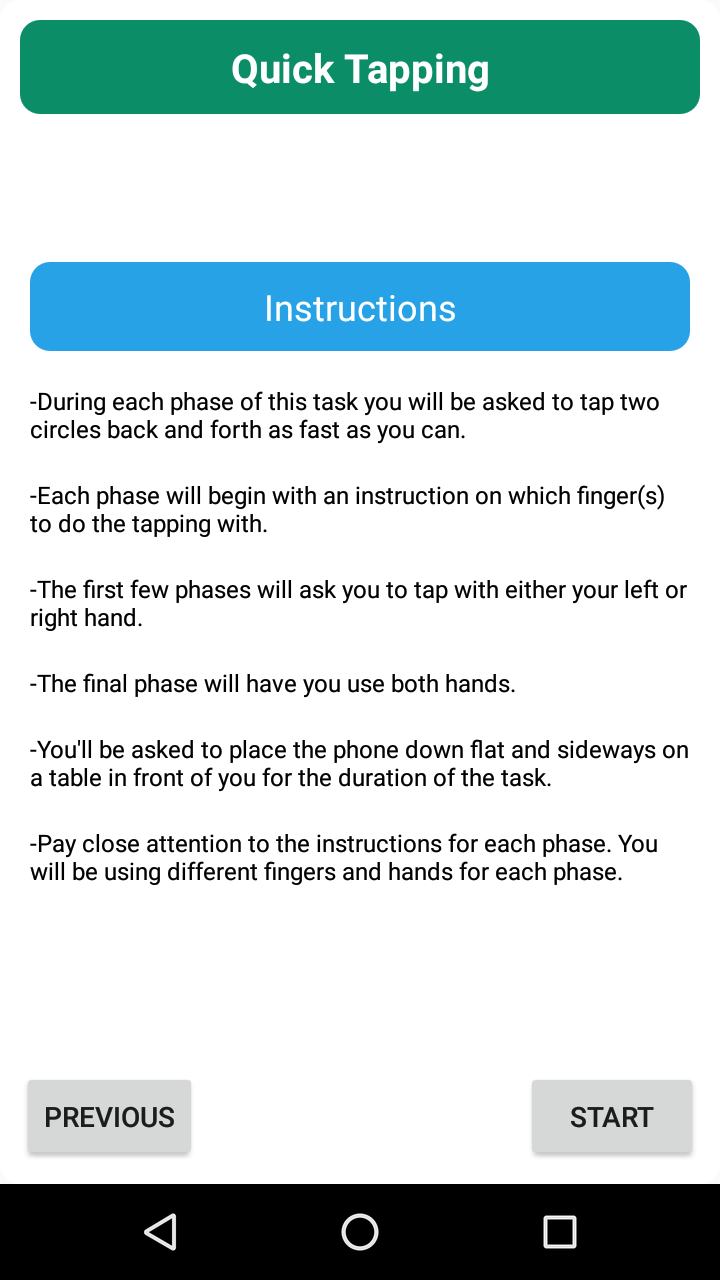 Quick Tapping
Instructions
-During each phase of this task you will be asked to tap two
circles back and forth as fast as you can.
-Each phase will begin with an instruction on which finger(s)
to do the tapping with.
-The first few phases will ask you to tap with either your left or
right hand.
-The final phase will have you use both hands.
-You'll be asked to place the phone down flat and sideways on
a table in front of you for the duration of the task.
-Pay close attention to the instructions for each phase. You
will be using different fingers and hands for each phase.
PREVIOUS
START